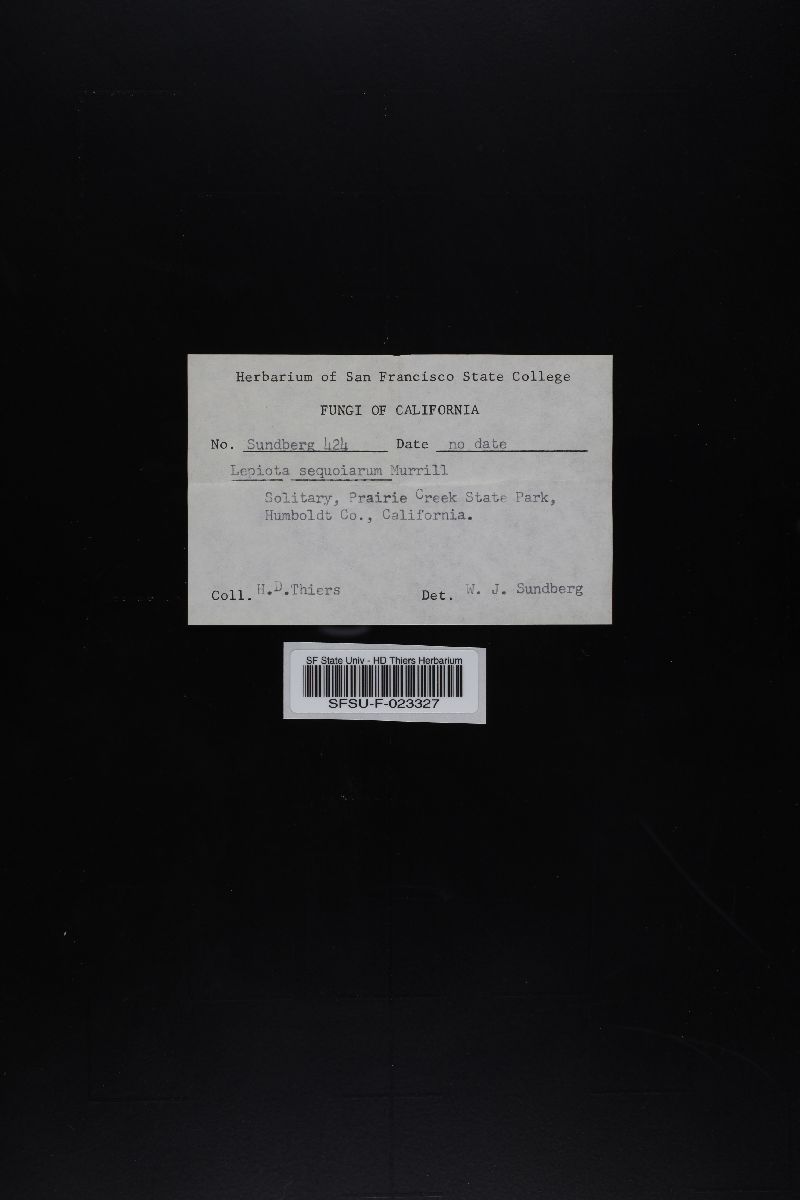 Herbarium of San Francisco State College
FUNGI OF CALIFORNIA
No. Sundberg 424 Date no date
Lepiota sequoiarum Murrill
Solitary, Prairie Creek State Park,
Humboldt Co., California.
Coll. H.D.Thiers Det. W. J. Sundberg
SF State Univ - HD Thiers Herbarium
SFSU-F-023327